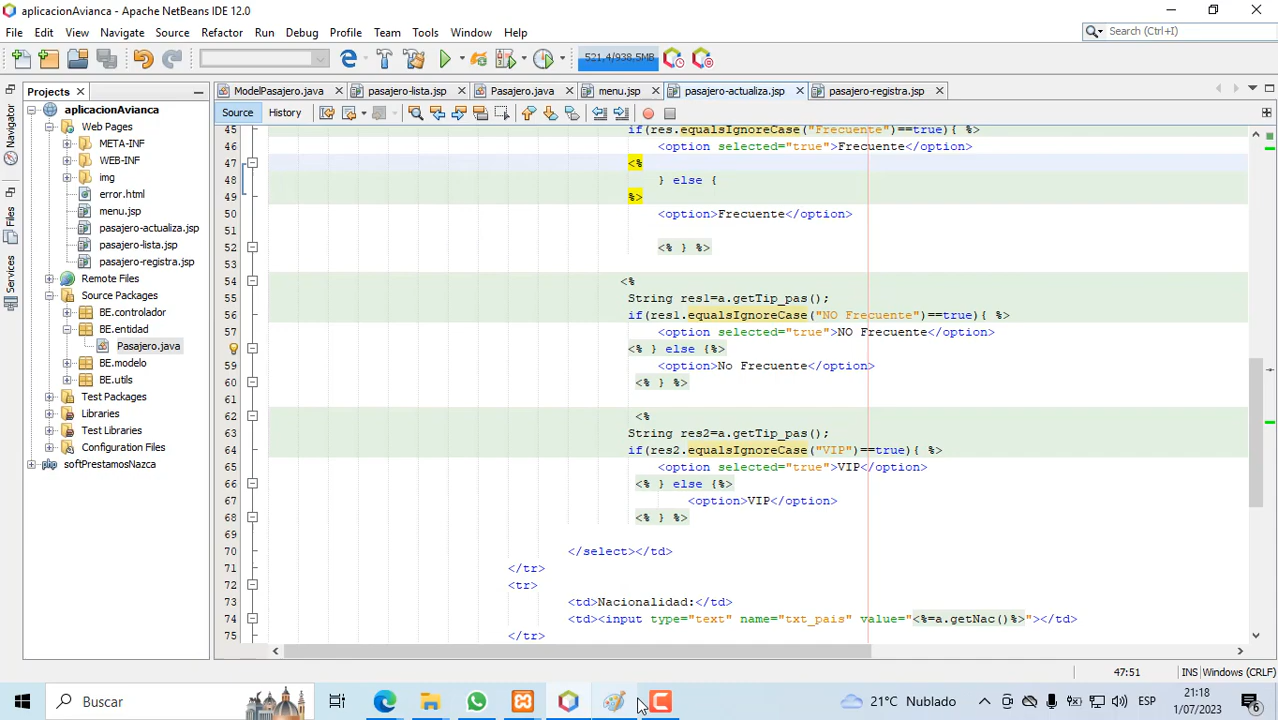 aplicacionAvianca - Apache NetBeans IDE 12.0
File Edit View Navigate Source Refactor Run Debug Profile Team Tools Window Help
Search (Ctrl+I)
521,4/938,5MB
Projects
ModelPasajero.java pasajero-lista.jsp Pasajero.java menu.jsp pasajero-actualiza.jsp pasajero-registra.jsp
Source History
Navigator
Files
Services
aplicacionAvianca
Web Pages
META-INF
WEB-INF
img
error.html
menu.jsp
pasajero-actualiza.jsp
pasajero-lista.jsp
pasajero-registra.jsp
Remote Files
Source Packages
BE.controlador
BE.entidad
Pasajero.java
BE.modelo
BE.utils
Test Packages
Libraries
Test Libraries
Configuration Files
softPrestamosNazca
45 if(res.equalsIgnoreCase("Frecuente")==true){ %>
46 <option selected="true">Frecuente</option>
47 <%
48 } else {
49 %>
50 <option>Frecuente</option>
51
52 <% } %>
53
54 <%
55 String res1=a.getTip_pas();
56 if(res1.equalsIgnoreCase("NO Frecuente")==true){ %>
57 <option selected="true">NO Frecuente</option>
<% } else {%>
59 <option>No Frecuente</option>
60 <% } %>
61
62 <%
63 String res2=a.getTip_pas();
64 if(res2.equalsIgnoreCase("VIP")==true){ %>
65 <option selected="true">VIP</option>
66 <% } else {%>
67 <option>VIP</option>
68 <% } %>
69
70 </select></td>
71 </tr>
72 <tr>
73 <td>Nacionalidad:</td>
74 <td><input type="text" name="txt_pais" value="<%=a.getNac()%>"></td>
75 </tr>
47:51 INS Windows (CRLF)
Buscar
21°C Nublado
ESP
21:18
1/07/2023
6